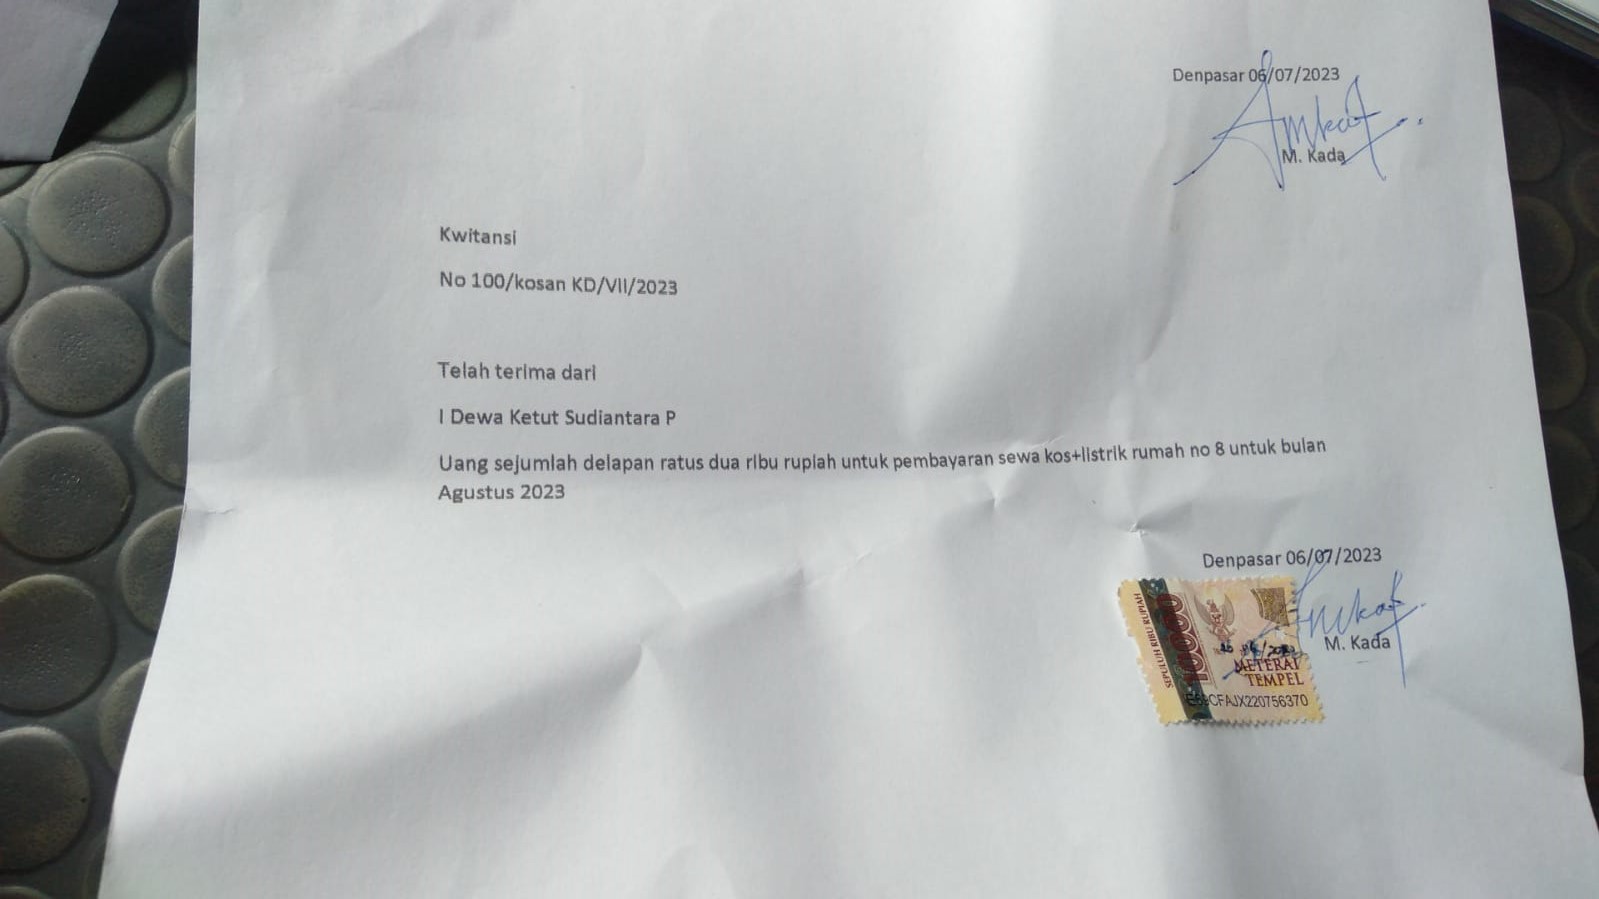 Denpasar 06/07/2023
M. Kada
Kwitansi
No 100/kosan KD/VII/2023
Telah terima dari
I Dewa Ketut Sudiantara P
Uang sejumlah delapan ratus dua ribu rupiah untuk pembayaran sewa kos+listrik rumah no 8 untuk bulan
Agustus 2023
Denpasar 06/07/2023
M. Kada
SEPULUH RIBU RUPIAH
10000
METERAI
TEMPEL
CFAJX220756370